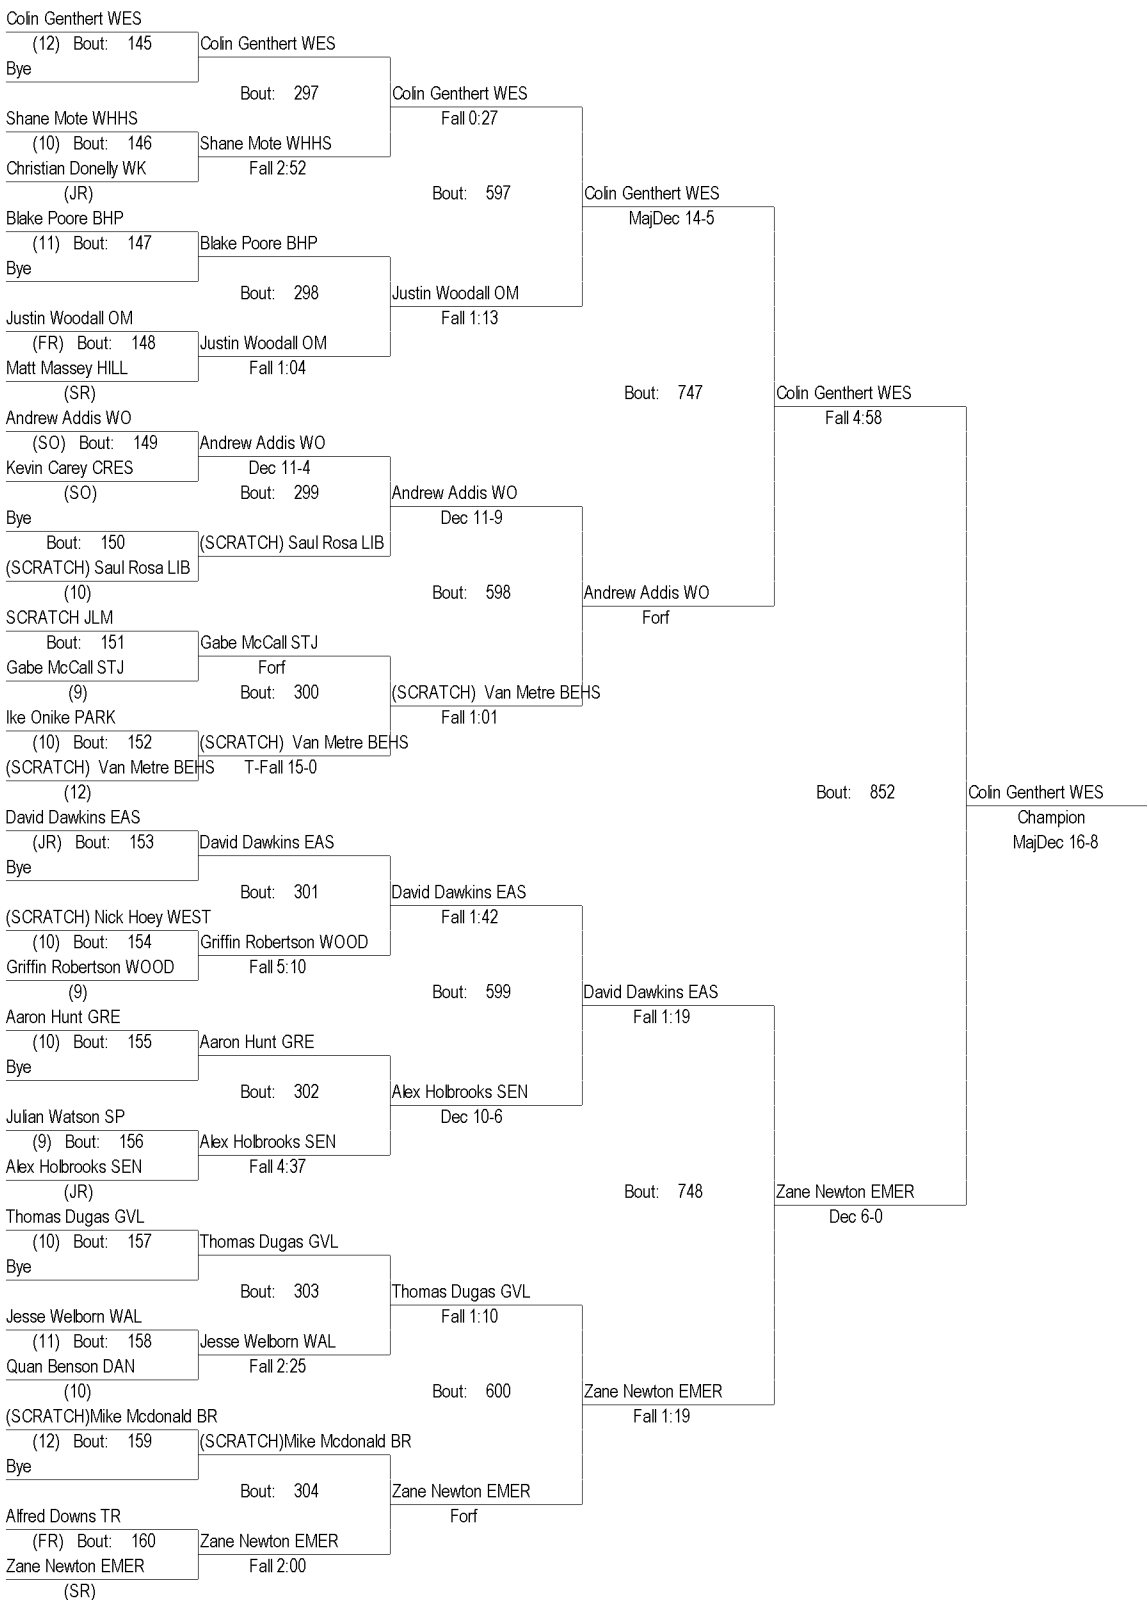 Colin Genthert WES
(12) Bout: 145 Colin Genthert WES
Bye
Bout: 297 Colin Genthert WES
Shane Mote WHHS Fall 0:27
(10) Bout: 146 Shane Mote WHHS
Christian Donelly WK Fall 2:52
(JR) Bout: 597 Colin Genthert WES
Blake Poore BHP MajDec 14-5
(11) Bout: 147 Blake Poore BHP
Bye
Bout: 298 Justin Woodall OM
Justin Woodall OM Fall 1:13
(FR) Bout: 148 Justin Woodall OM
Matt Massey HILL Fall 1:04
(SR) Bout: 747 Colin Genthert WES
Andrew Addis WO Fall 4:58
(SO) Bout: 149 Andrew Addis WO
Kevin Carey CRES Dec 11-4
(SO) Bout: 299 Andrew Addis WO
Bye Dec 11-9
Bout: 150 (SCRATCH) Saul Rosa LIB
(SCRATCH) Saul Rosa LIB
(10) Bout: 598 Andrew Addis WO
SCRATCH JLM Forf
Bout: 151 Gabe McCall STJ
Gabe McCall STJ Forf
(9) Bout: 300 (SCRATCH) Van Metre BEHS
Ike Onike PARK Fall 1:01
(10) Bout: 152 (SCRATCH) Van Metre BEHS
(SCRATCH) Van Metre BEHS T-Fall 15-0
(12) Bout: 852 Colin Genthert WES
David Dawkins EAS Champion
(JR) Bout: 153 David Dawkins EAS MajDec 16-8
Bye
Bout: 301 David Dawkins EAS
(SCRATCH) Nick Hoey WEST Fall 1:42
(10) Bout: 154 Griffin Robertson WOOD
Griffin Robertson WOOD Fall 5:10
(9) Bout: 599 David Dawkins EAS
Aaron Hunt GRE Fall 1:19
(10) Bout: 155 Aaron Hunt GRE
Bye
Bout: 302 Alex Holbrooks SEN
Julian Watson SP Dec 10-6
(9) Bout: 156 Alex Holbrooks SEN
Alex Holbrooks SEN Fall 4:37
(JR) Bout: 748 Zane Newton EMER
Thomas Dugas GVL Dec 6-0
(10) Bout: 157 Thomas Dugas GVL
Bye
Bout: 303 Thomas Dugas GVL
Jesse Welborn WAL Fall 1:10
(11) Bout: 158 Jesse Welborn WAL
Quan Benson DAN Fall 2:25
(10) Bout: 600 Zane Newton EMER
(SCRATCH)Mike Mcdonald BR Fall 1:19
(12) Bout: 159 (SCRATCH)Mike Mcdonald BR
Bye
Bout: 304 Zane Newton EMER
Alfred Downs TR Forf
(FR) Bout: 160 Zane Newton EMER
Zane Newton EMER Fall 2:00
(SR)